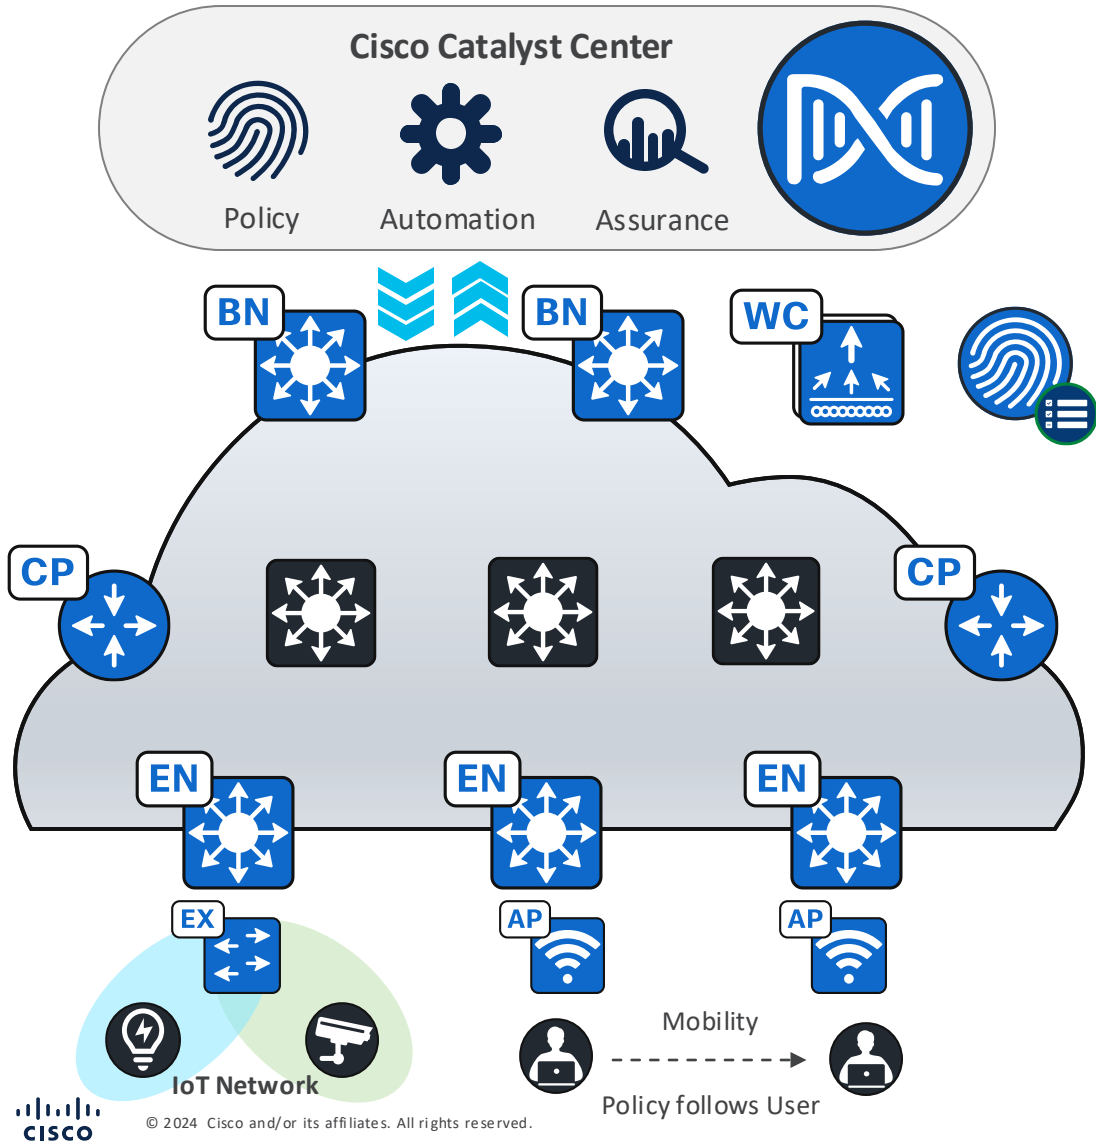 Cisco Catalyst Center
Policy
Automation
Assurance
BN
BN
WC
CP
CP
EN
EN
EN
EX
AP
AP
Mobility
IoT Network
Policy follows User
© 2024 Cisco and/or its affiliates. All rights reserved.
CISCO